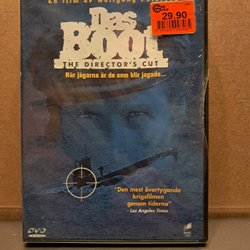 En film av Wolfgang
Das
Boot
THE DIRECTOR'S CUT
29,90
När jägarna är de som blir jagade...
"Den mest övertygande
krigsfilmen
genom tiderna"
- Los Angeles Times
DVD